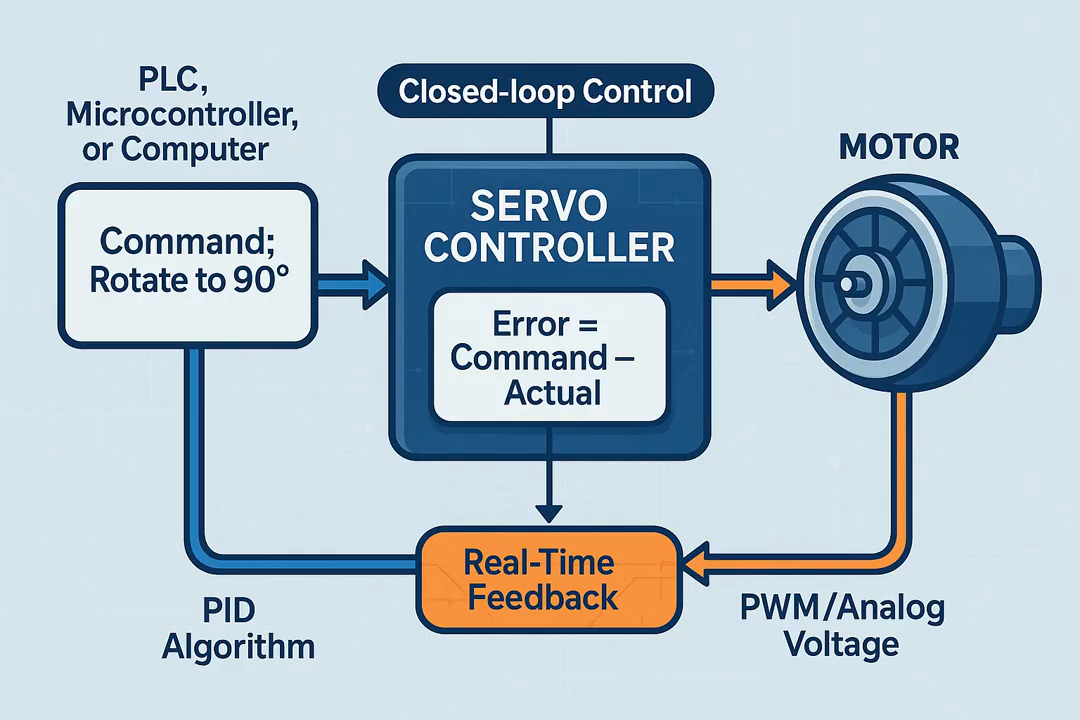 PLC,
Microcontroller,
or Computer
Closed-loop Control
MOTOR
Command;
Rotate to 90°
SERVO
CONTROLLER
Error =
Command –
Actual
Real-Time
Feedback
PID
Algorithm
PWM/Analog
Voltage